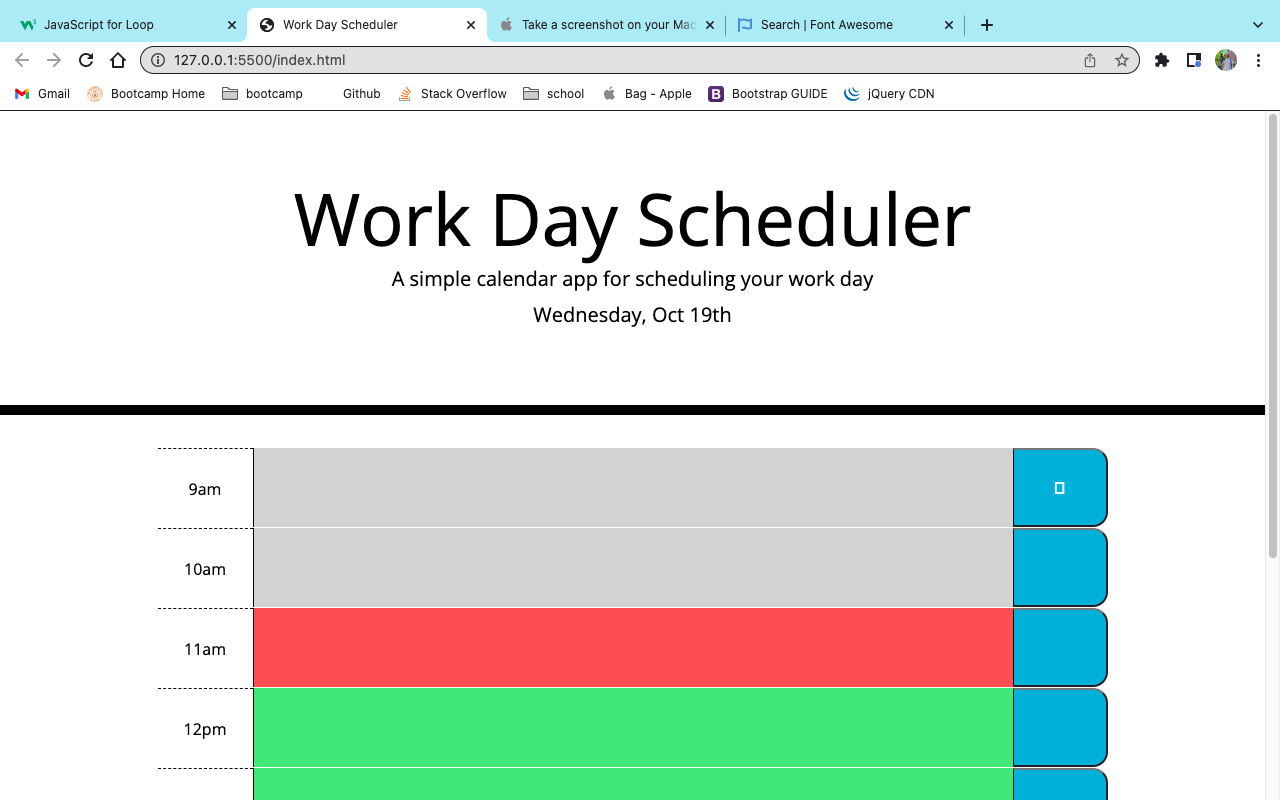 JavaScript for Loop
Work Day Scheduler
Take a screenshot on your Mac
Search | Font Awesome
127.0.0.1:5500/index.html
Gmail
Bootcamp Home
bootcamp
Github
Stack Overflow
school
Bag - Apple
Bootstrap GUIDE
jQuery CDN
Work Day Scheduler
A simple calendar app for scheduling your work day
Wednesday, Oct 19th
9am
10am
11am
12pm